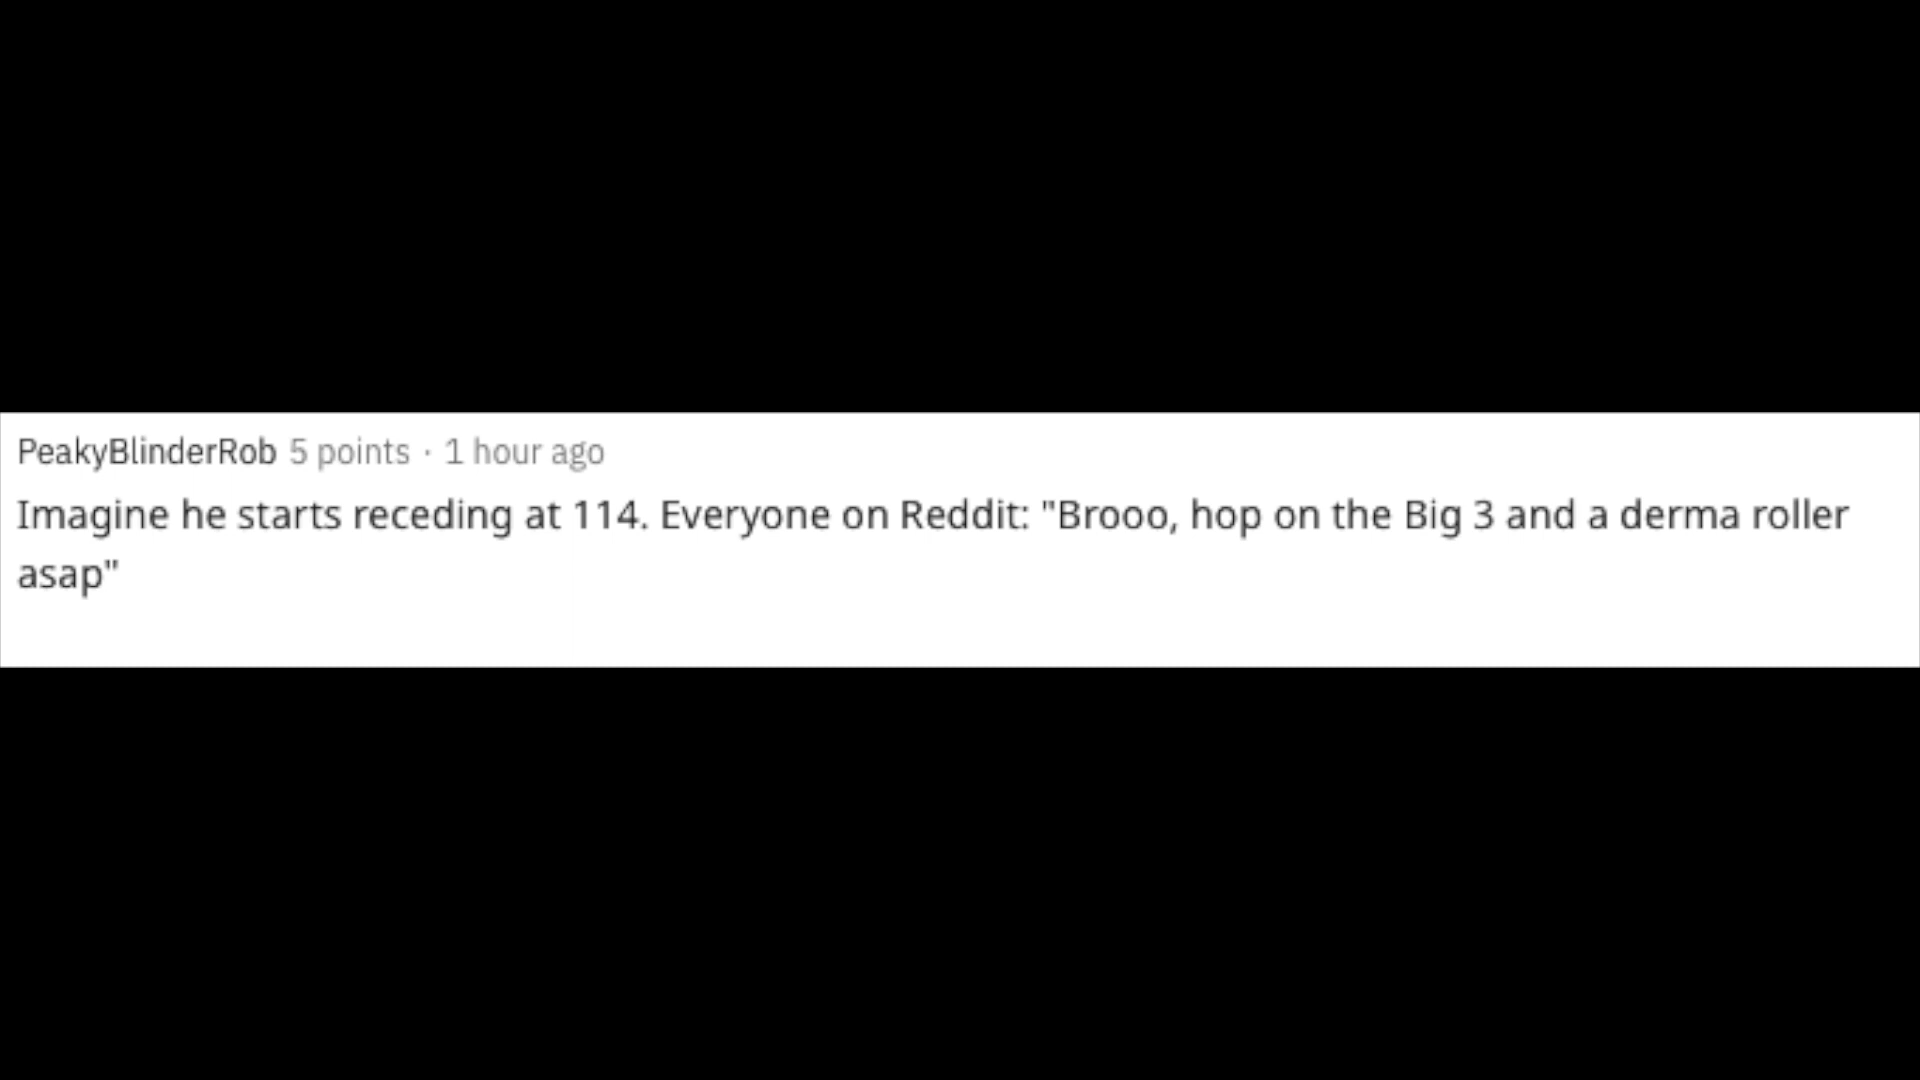 PeakyBlinderRob 5 points · 1 hour ago
Imagine he starts receding at 114. Everyone on Reddit: "Brooo, hop on the Big 3 and a derma roller
asap"